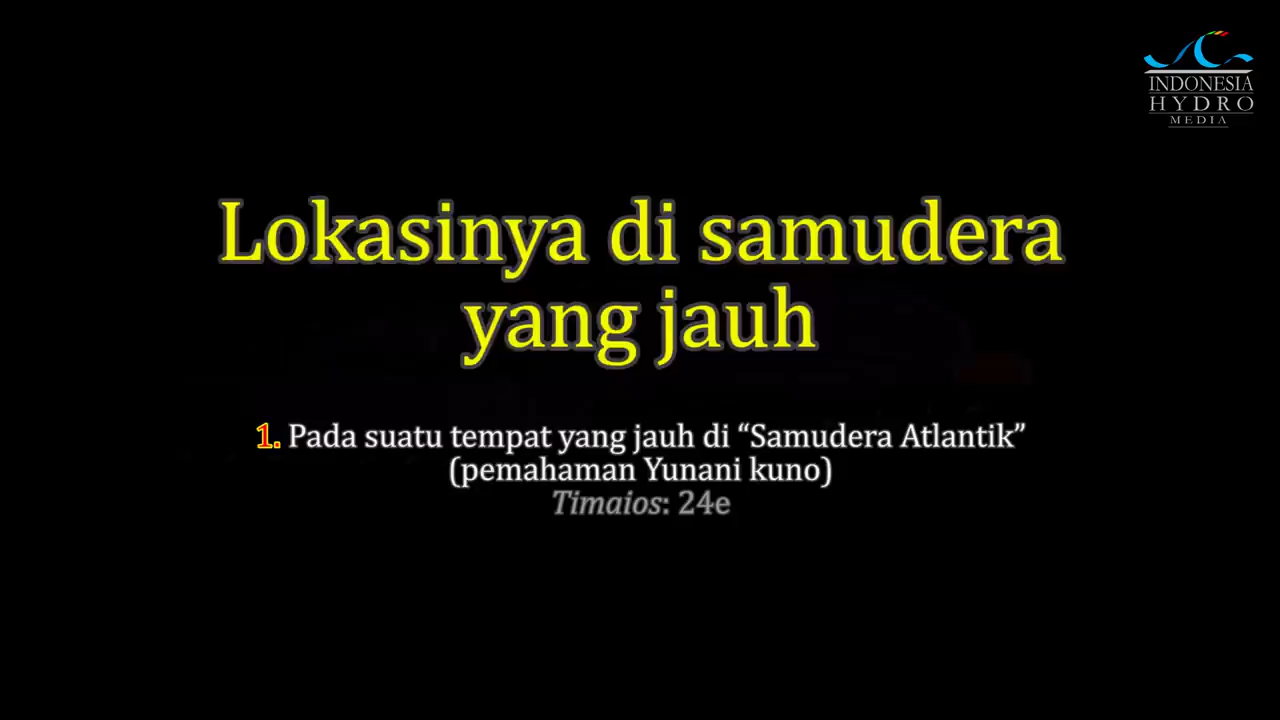 INDONESIA
HYDRO
MEDIA
Lokasinya di samudera
yang jauh
1. Pada suatu tempat yang jauh di “Samudera Atlantik”
(pemahaman Yunani kuno)
Timaios: 24e